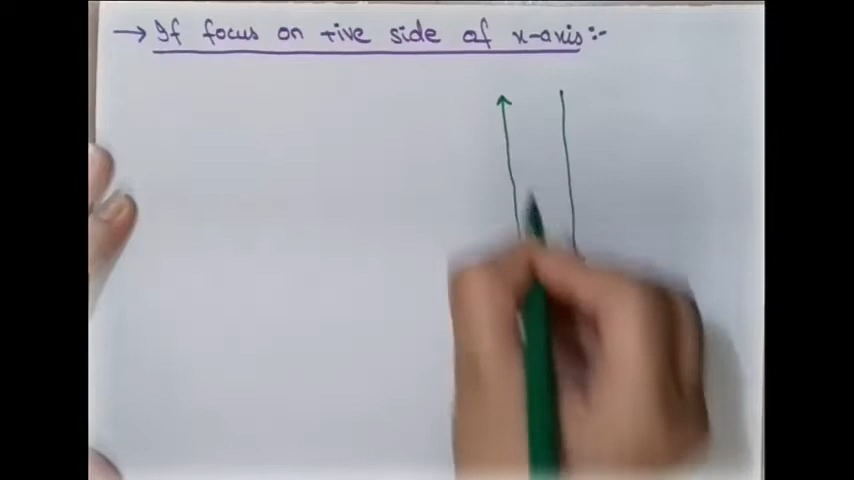 → If focus on +ive side of x-axis:-